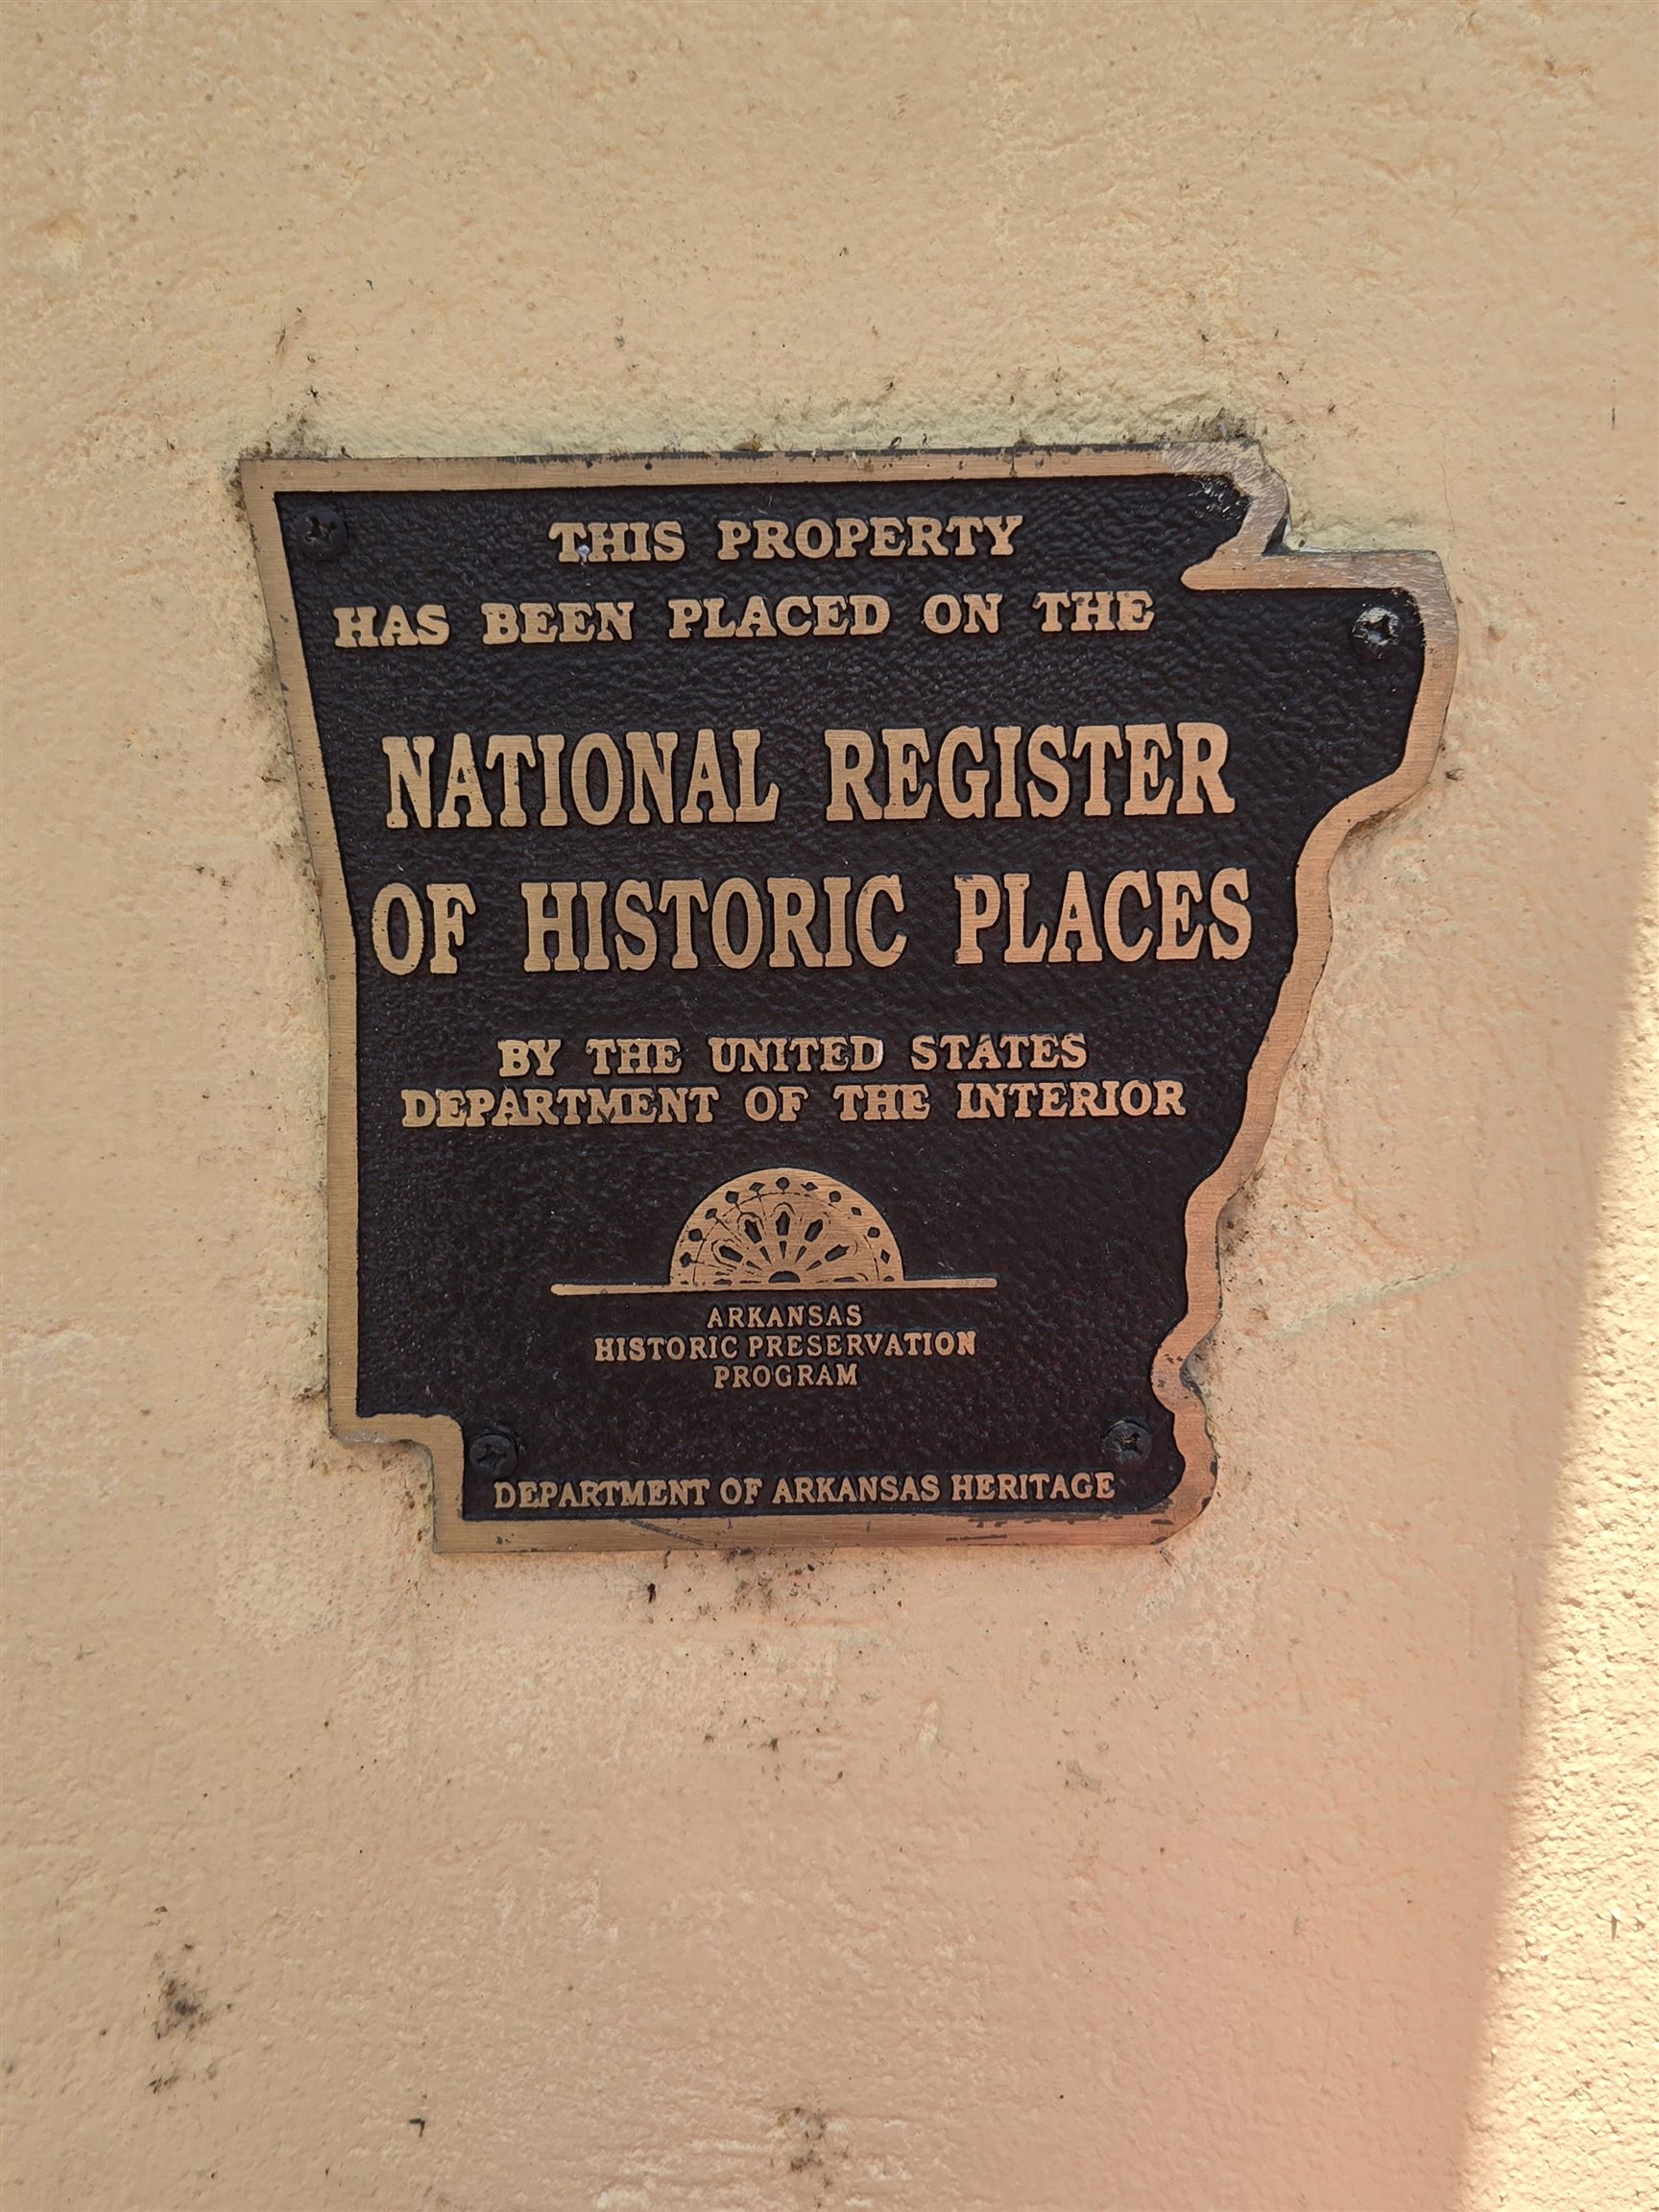 THIS PROPERTY
HAS BEEN PLACED ON THE
NATIONAL REGISTER
OF HISTORIC PLACES
BY THE UNITED STATES
DEPARTMENT OF THE INTERIOR
ARKANSAS
HISTORIC PRESERVATION
PROGRAM
DEPARTMENT OF ARKANSAS HERITAGE